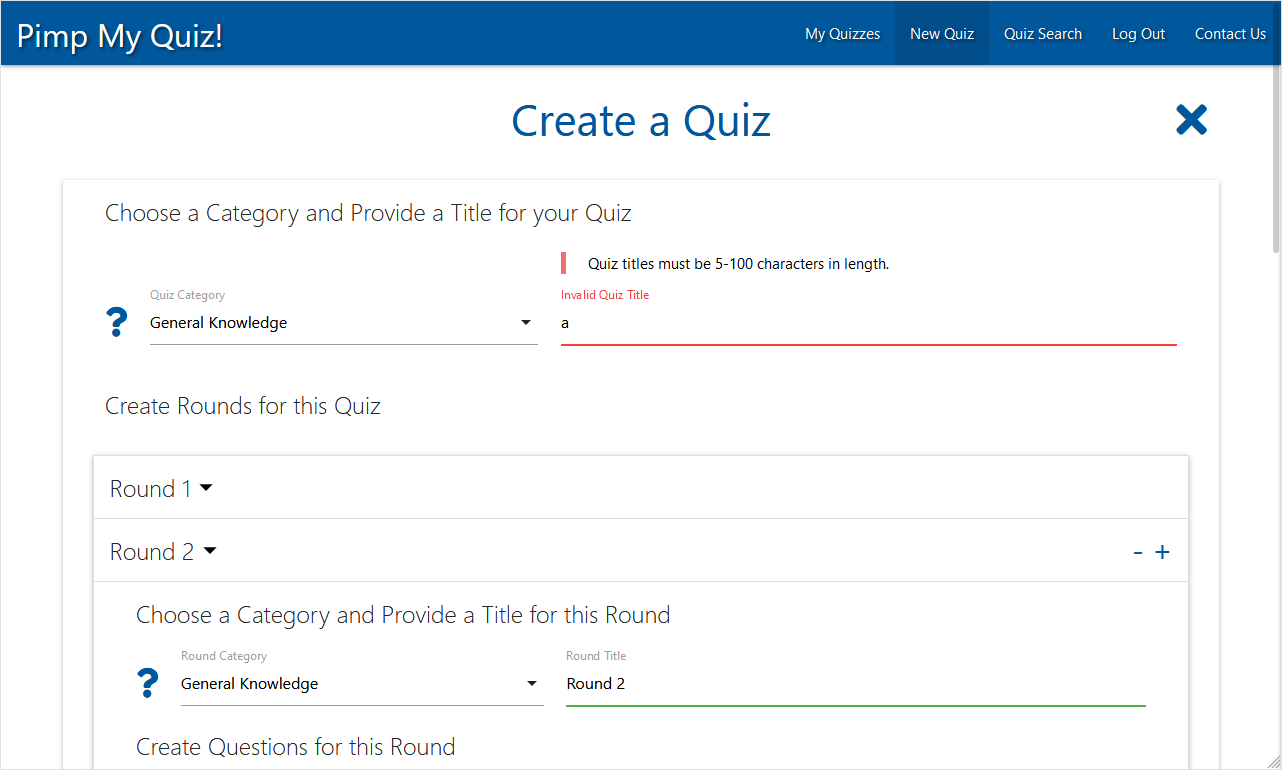 Pimp My Quiz!
My Quizzes New Quiz Quiz Search Log Out Contact Us
Create a Quiz
Choose a Category and Provide a Title for your Quiz
Quiz titles must be 5-100 characters in length.
Quiz Category Invalid Quiz Title
? General Knowledge a
Create Rounds for this Quiz
Round 1
Round 2 - +
Choose a Category and Provide a Title for this Round
Round Category Round Title
? General Knowledge Round 2
Create Questions for this Round